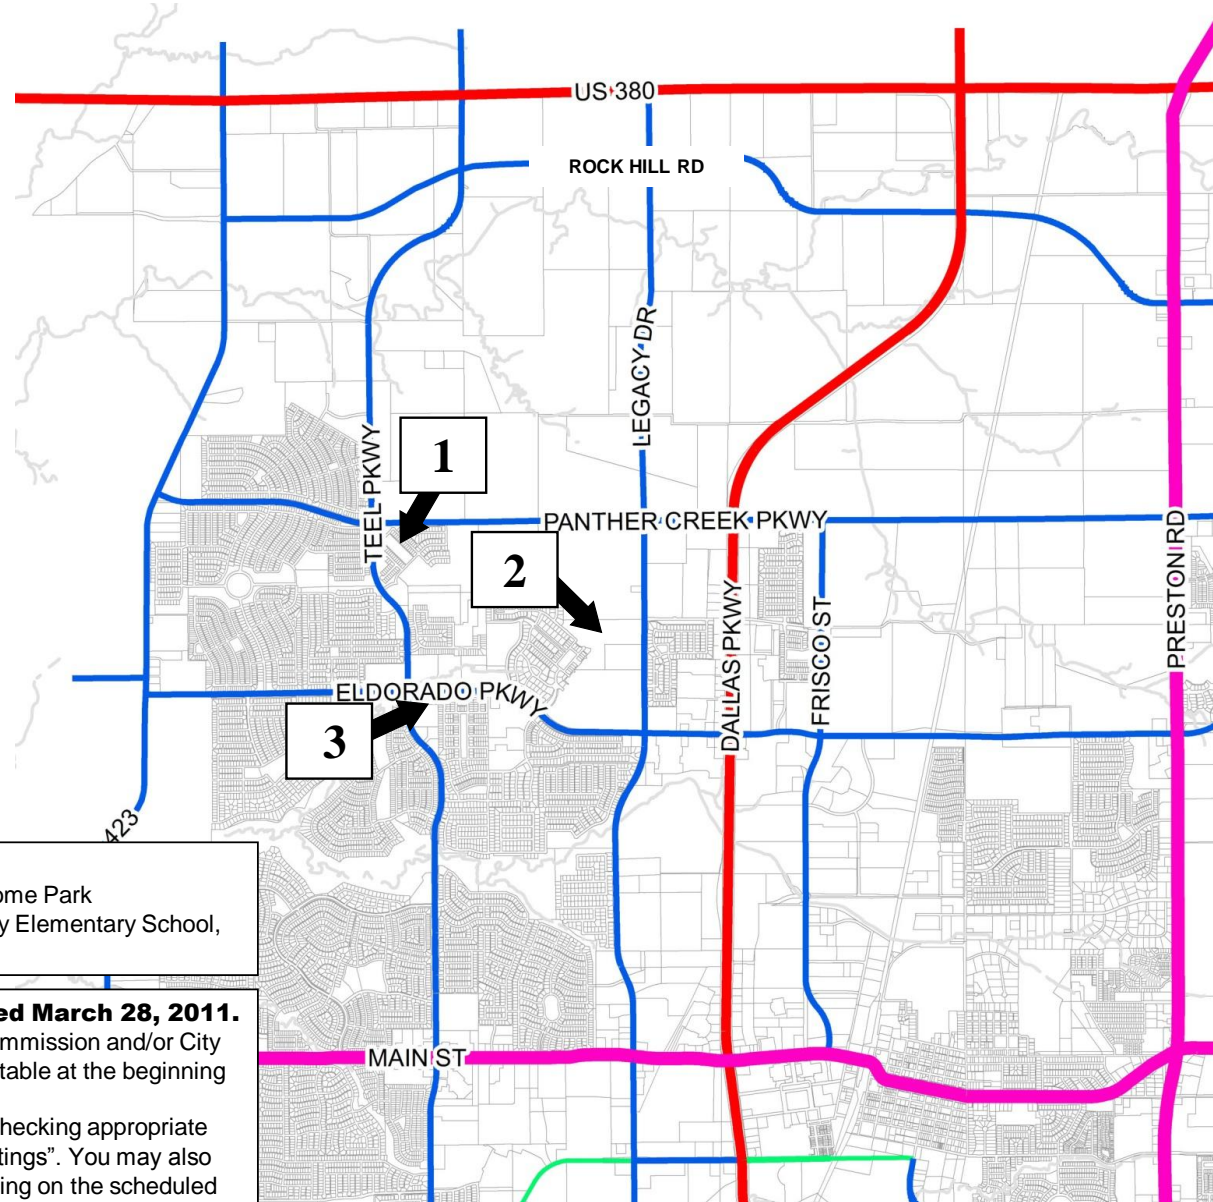 US 380
ROCK HILL RD
LEGACY DR
TEEL PKWY
1
PANTHER CREEK PKWY
2
PRESTON RD
DALLAS PKWY
FRISCO ST
ELDORADO PKWY
3
423
ome Park
y Elementary School,
ed March 28, 2011.
mmission and/or City
table at the beginning
MAIN ST
hecking appropriate
tings”. You may also
ing on the scheduled